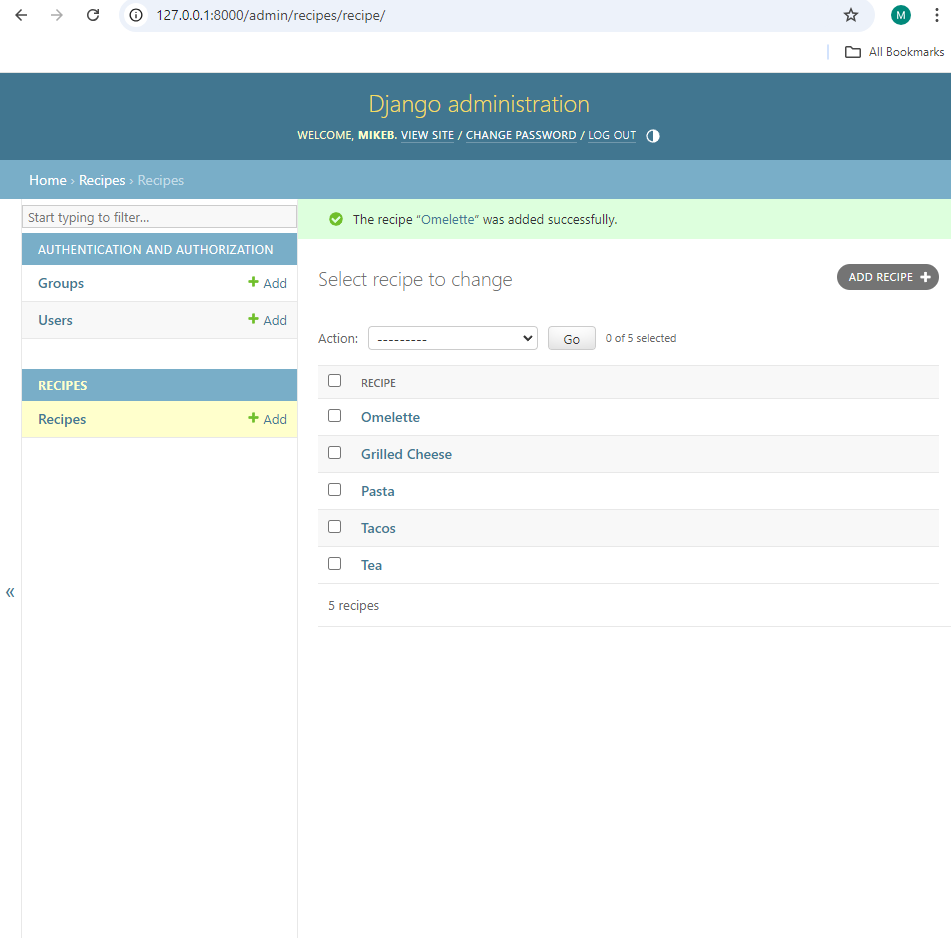 127.0.0.1:8000/admin/recipes/recipe/
M
All Bookmarks
Django administration
WELCOME, MIKEB. VIEW SITE / CHANGE PASSWORD / LOG OUT
Home › Recipes › Recipes
Start typing to filter...
AUTHENTICATION AND AUTHORIZATION
Groups + Add
Users + Add
RECIPES
Recipes + Add
«
The recipe “Omelette” was added successfully.
Select recipe to change
ADD RECIPE +
Action: --------- Go 0 of 5 selected
RECIPE
Omelette
Grilled Cheese
Pasta
Tacos
Tea
5 recipes